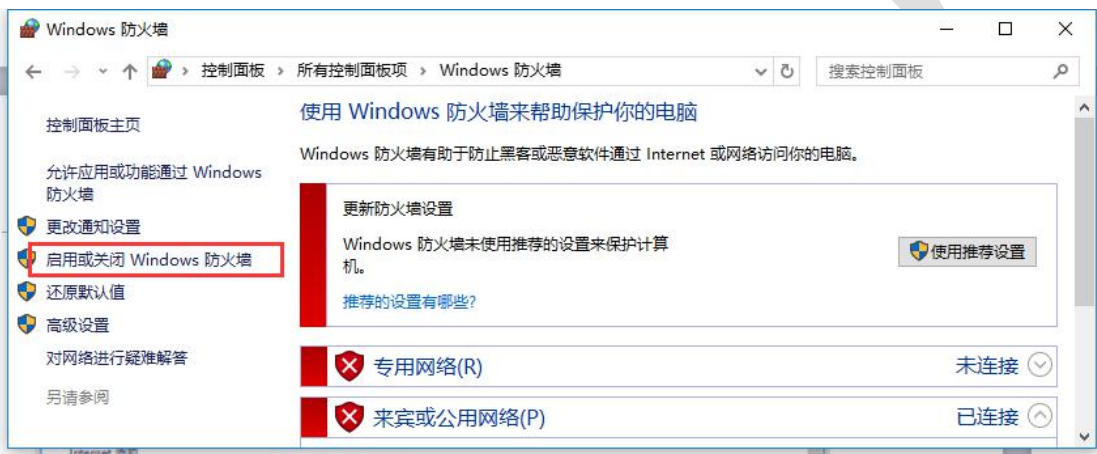 Windows 防火墙
控制面板 › 所有控制面板项 › Windows 防火墙
搜索控制面板
控制面板主页
允许应用或功能通过 Windows
防火墙
更改通知设置
启用或关闭 Windows 防火墙
还原默认值
高级设置
对网络进行疑难解答
另请参阅
使用 Windows 防火墙来帮助保护你的电脑
Windows 防火墙有助于防止黑客或恶意软件通过 Internet 或网络访问你的电脑。
更新防火墙设置
Windows 防火墙未使用推荐的设置来保护计算
机。
使用推荐设置
推荐的设置有哪些?
专用网络(R)
未连接
来宾或公用网络(P)
已连接